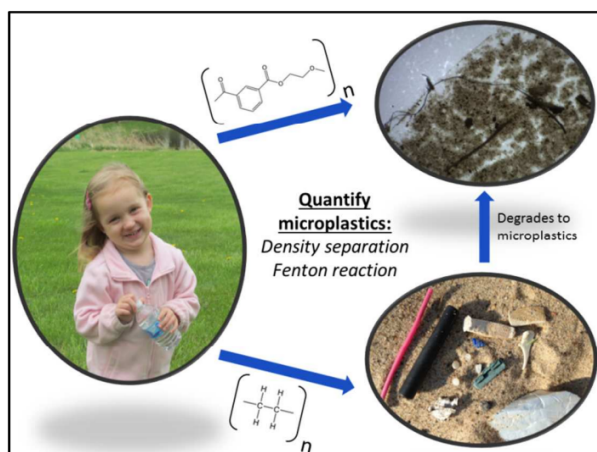 O
O
O
O
n
Quantify
microplastics:
Density separation
Fenton reaction
Degrades to
microplastics
H H
C C
H H
n